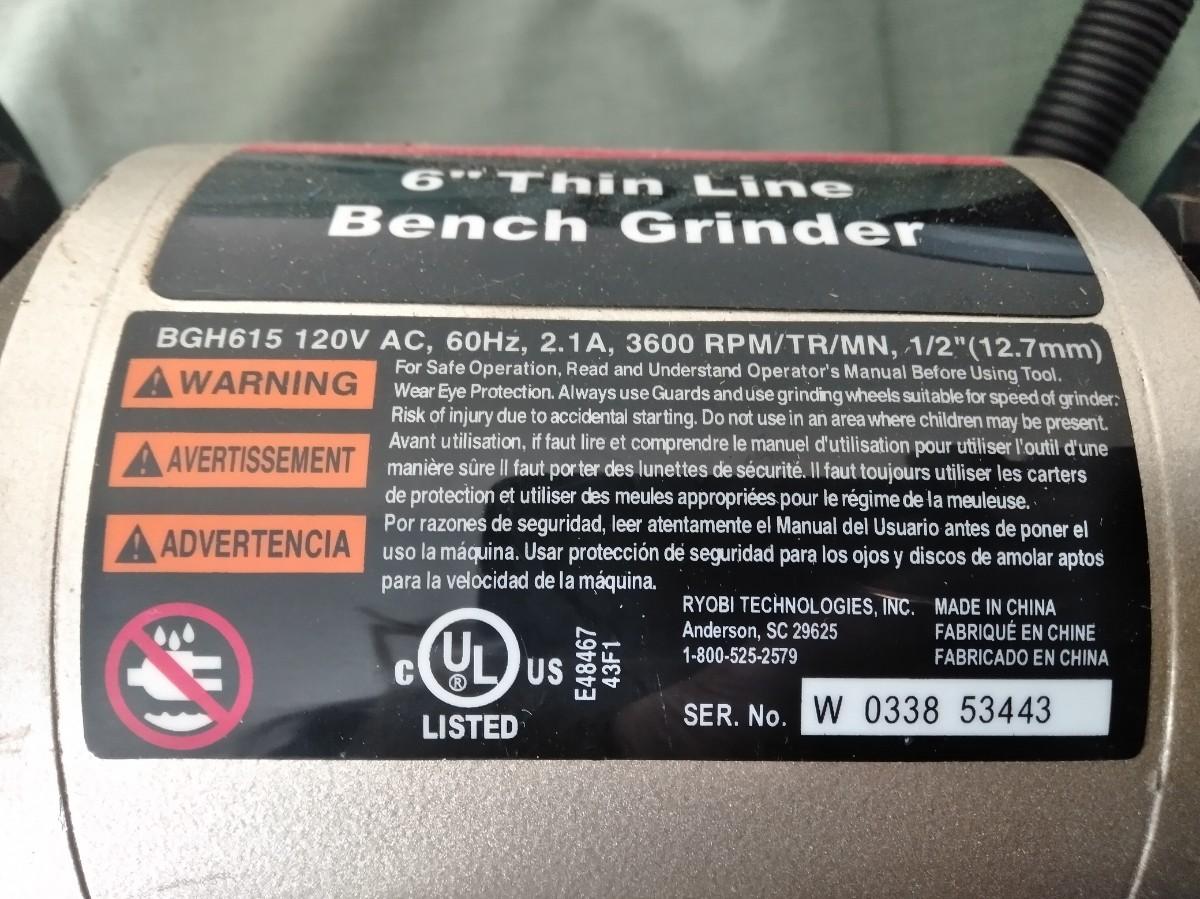 6" Thin Line
Bench Grinder
BGH615 120V AC, 60Hz, 2.1A, 3600 RPM/TR/MN, 1/2"(12.7mm)
WARNING
For Safe Operation, Read and Understand Operator's Manual Before Using Tool.
Wear Eye Protection. Always use Guards and use grinding wheels suitable for speed of grinder.
Risk of injury due to accidental starting. Do not use in an area where children may be present.
AVERTISSEMENT
Avant utilisation, if faut lire et comprendre le manuel d'utilisation pour utiliser l'outil d'une
manière sûre Il faut porter des lunettes de sécurité. Il faut toujours utiliser les carters
de protection et utiliser des meules appropriées pour le régime de la meuleuse.
ADVERTENCIA
Por razones de seguridad, leer atentamente el Manual del Usuario antes de poner el
uso la máquina. Usar protección de seguridad para los ojos y discos de amolar aptos
para la velocidad de la máquina.
C UL ® US
LISTED
E48467
43F1
RYOBI TECHNOLOGIES, INC.
Anderson, SC 29625
1-800-525-2579
MADE IN CHINA
FABRIQUÉ EN CHINE
FABRICADO EN CHINA
SER. No. W 0338 53443